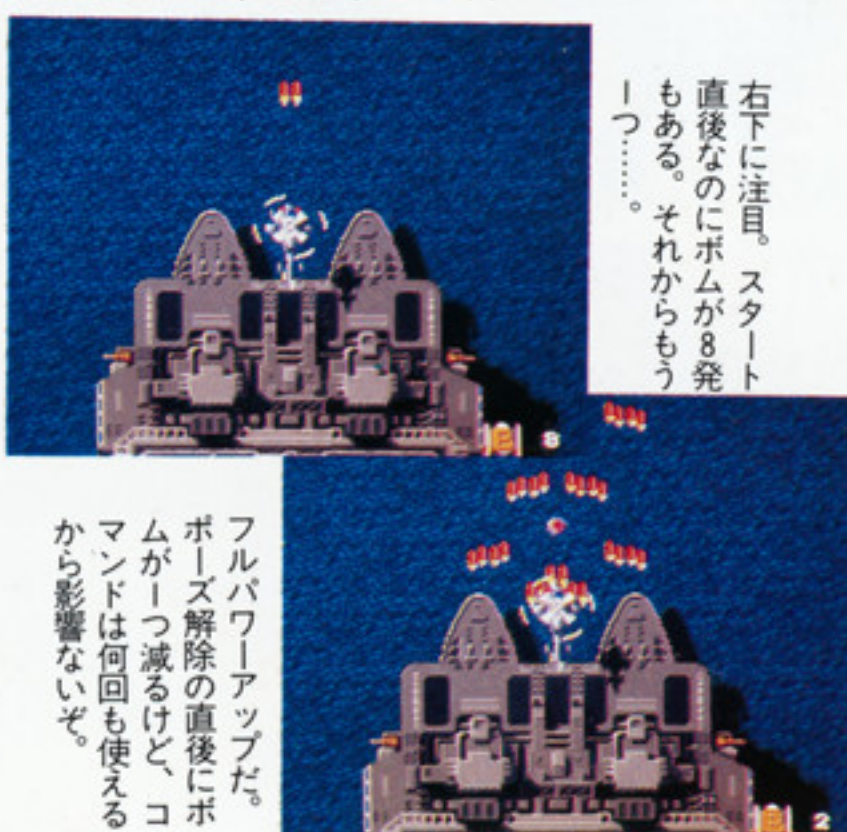 右下に注目。スタート
直後なのにボムが8発
もある。それからもう
一つ……。
B 8
フルパワーアップだ。
ポーズ解除の直後にボ
ムが一つ減るけど、コ
マンドは何回も使える
から影響ないぞ。
B 2